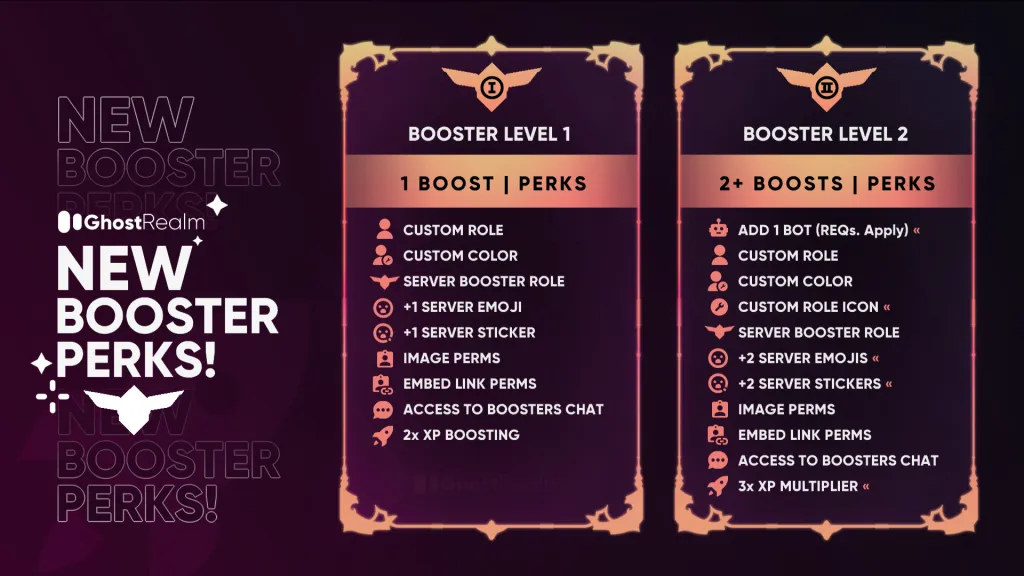 NEW
BOOSTER
PERKS!
GhostRealm
NEW
BOOSTER
PERKS!
NEW
BOOSTER
PERKS!
I
BOOSTER LEVEL 1
1 BOOST | PERKS
CUSTOM ROLE
CUSTOM COLOR
SERVER BOOSTER ROLE
+1 SERVER EMOJI
+1 SERVER STICKER
IMAGE PERMS
EMBED LINK PERMS
ACCESS TO BOOSTERS CHAT
2x XP BOOSTING
GhostRealm
II
BOOSTER LEVEL 2
2+ BOOSTS | PERKS
ADD 1 BOT (REQs. Apply) «
CUSTOM ROLE
CUSTOM COLOR
CUSTOM ROLE ICON «
SERVER BOOSTER ROLE
+2 SERVER EMOJIS «
+2 SERVER STICKERS «
IMAGE PERMS
EMBED LINK PERMS
ACCESS TO BOOSTERS CHAT
3x XP MULTIPLIER «